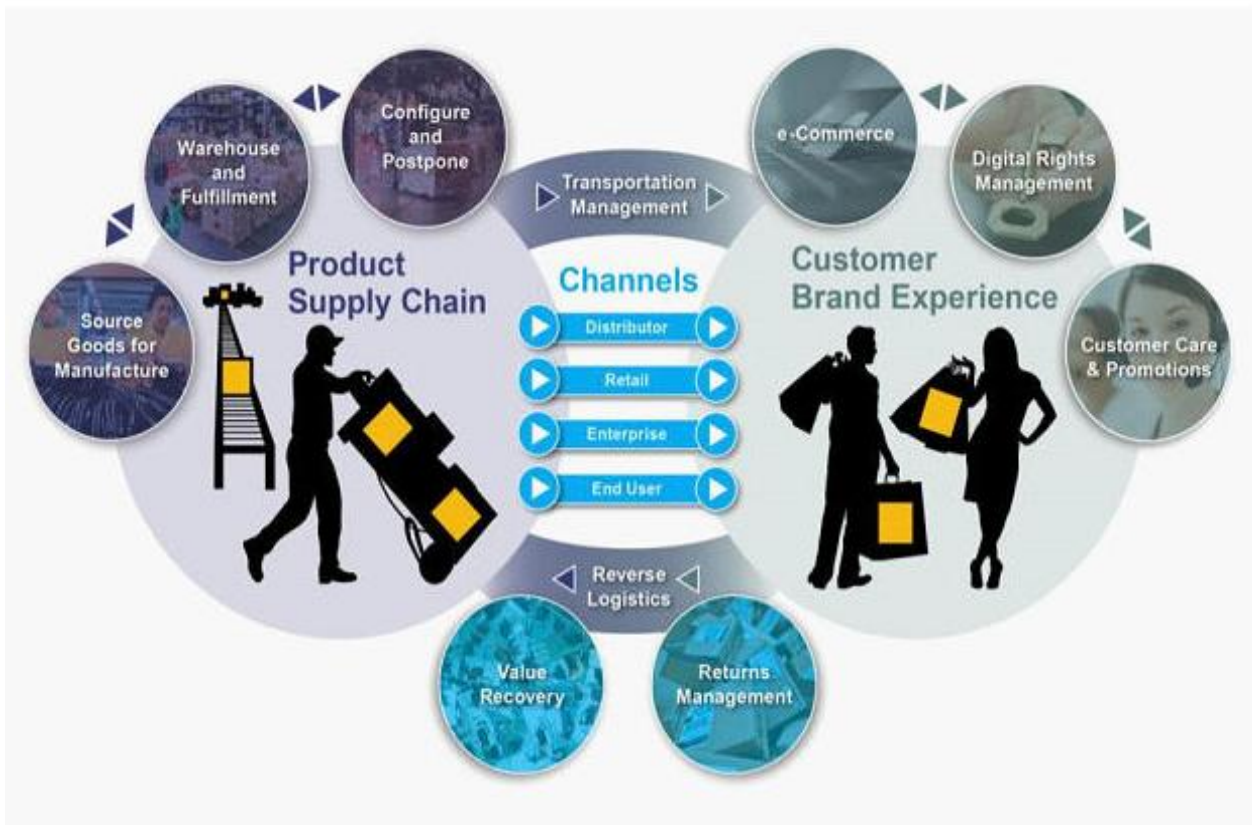 Configure
and
Postpone
Warehouse
and
Fulfillment
Source
Goods for
Manufacture
Product
Supply Chain
Transportation
Management
Channels
Distributor
Retail
Enterprise
End User
Reverse
Logistics
Value
Recovery
Returns
Management
e-Commerce
Digital Rights
Management
Customer Care
& Promotions
Customer
Brand Experience